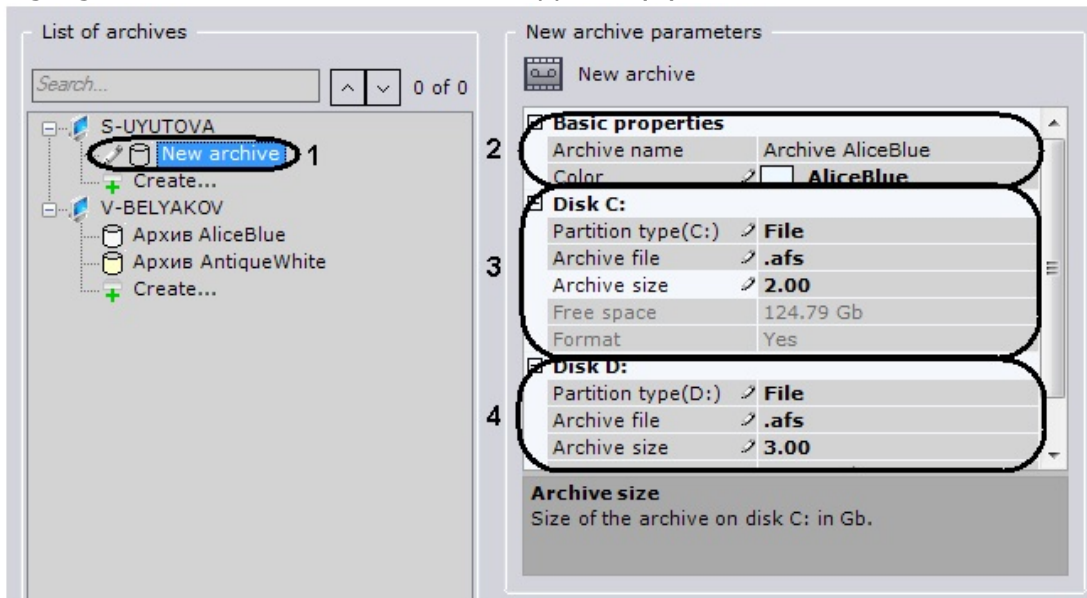 List of archives
Search...
0 of 0
S-UYUTOVA
New archive
1
Create...
V-BELYAKOV
Архив AliceBlue
Архив AntiqueWhite
Create...
New archive parameters
New archive
2
Basic properties
Archive name Archive AliceBlue
Color AliceBlue
3
Disk C:
Partition type(C:) File
Archive file .afs
Archive size 2.00
Free space 124.79 Gb
Format Yes
4
Disk D:
Partition type(D:) File
Archive file .afs
Archive size 3.00
Archive size
Size of the archive on disk C: in Gb.